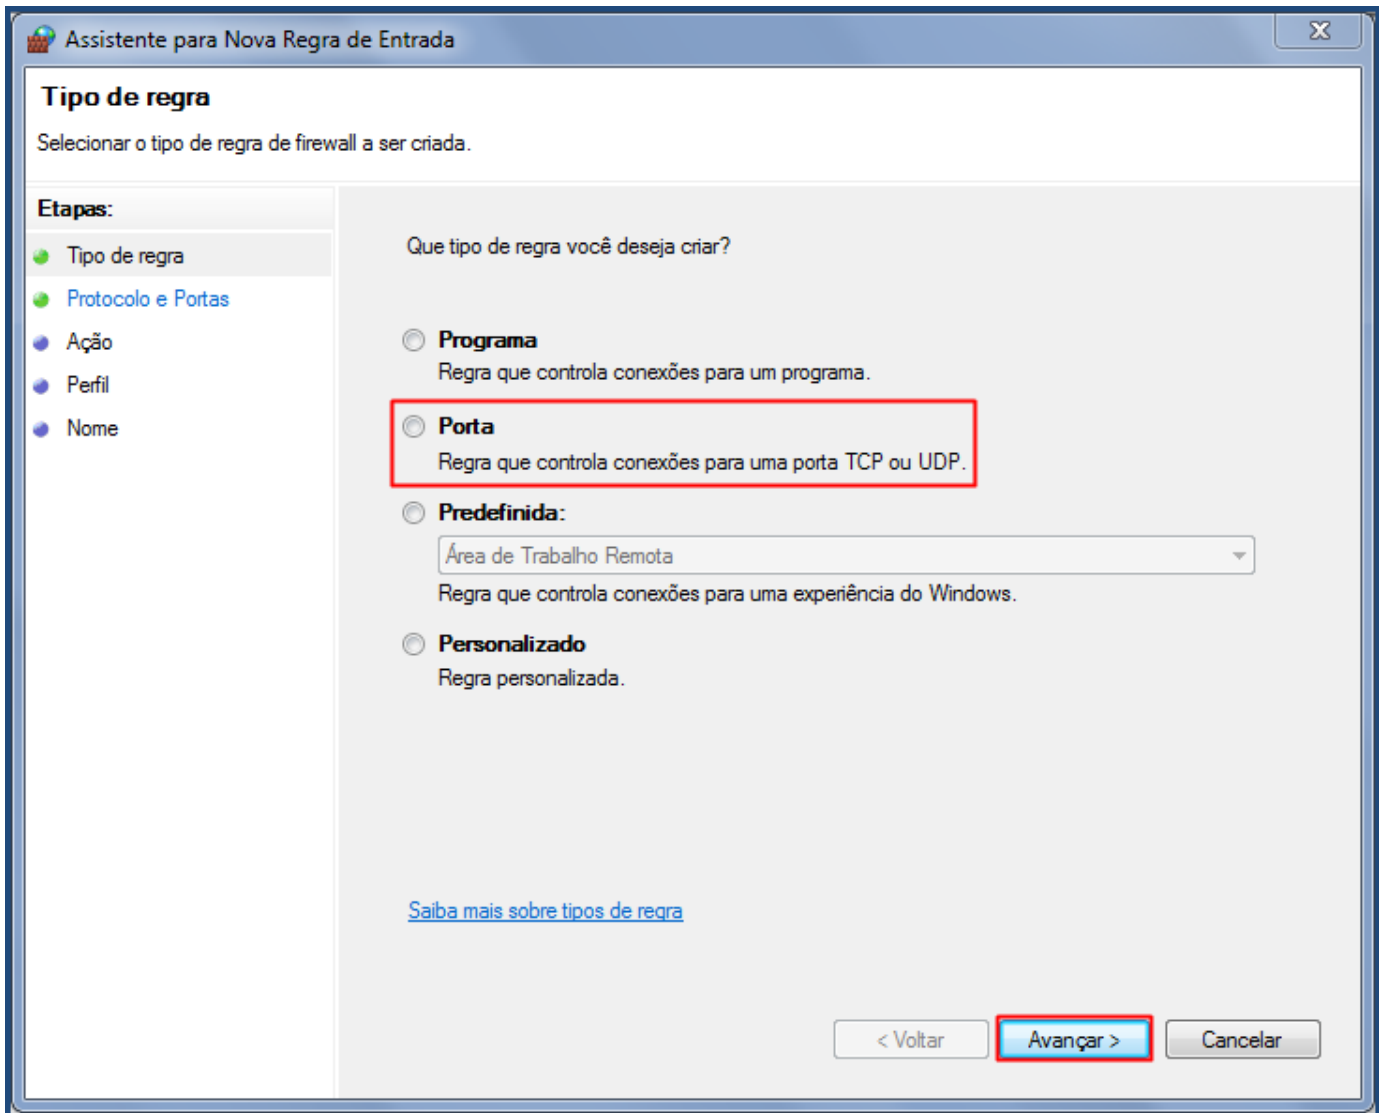 Assistente para Nova Regra de Entrada
Tipo de regra
Selecionar o tipo de regra de firewall a ser criada.
Etapas:
Tipo de regra
Protocolo e Portas
Ação
Perfil
Nome
Que tipo de regra você deseja criar?
Programa
Regra que controla conexões para um programa.
Porta
Regra que controla conexões para uma porta TCP ou UDP.
Predefinida:
Área de Trabalho Remota
Regra que controla conexões para uma experiência do Windows.
Personalizado
Regra personalizada.
Saiba mais sobre tipos de regra
< Voltar
Avançar >
Cancelar